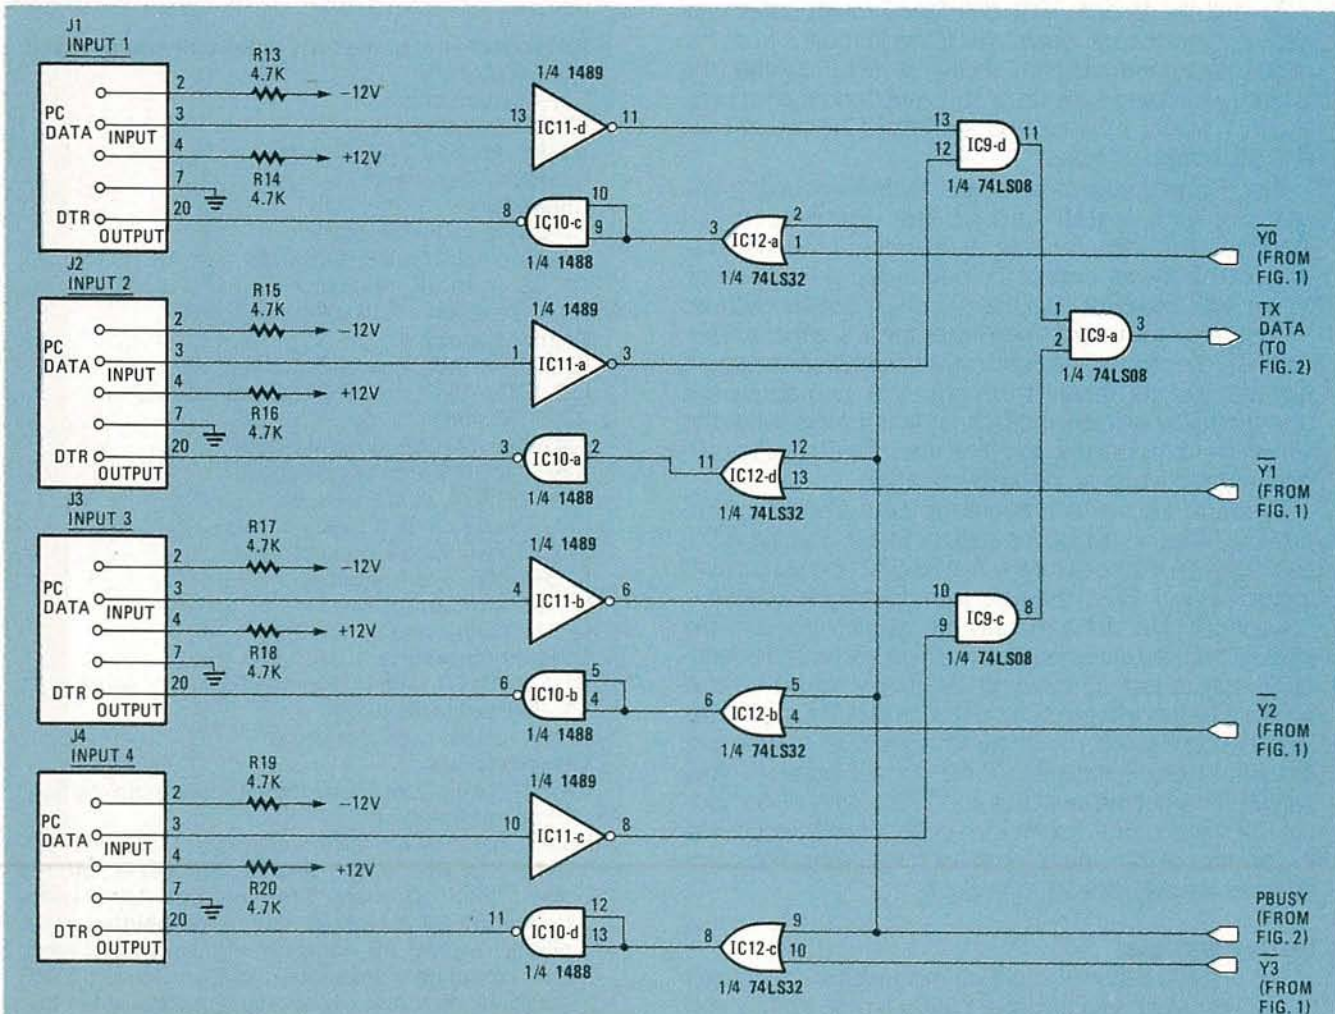 J1
INPUT 1
PC
DATA
INPUT
DTR
OUTPUT
2
3
4
7
20
R13
4.7K
−12V
+12V
R14
4.7K
1/4 1489
13
IC11-d
11
8
IC10-c
10
9
1/4 1488
3
IC12-a
2
1
1/4 74LS32
13
12
IC9-d
11
1/4 74LS08
Y0
(FROM
FIG. 1)
J2
INPUT 2
PC
DATA
INPUT
DTR
OUTPUT
2
3
4
7
20
R15
4.7K
−12V
+12V
R16
4.7K
1/4 1489
1
IC11-a
3
3
IC10-a
2
1/4 1488
11
IC12-d
12
13
1/4 74LS32
1
2
IC9-a
3
1/4 74LS08
TX
DATA
(TO
FIG. 2)
Y1
(FROM
FIG. 1)
J3
INPUT 3
PC
DATA
INPUT
DTR
OUTPUT
2
3
4
7
20
R17
4.7K
−12V
+12V
R18
4.7K
1/4 1489
4
IC11-b
6
6
IC10-b
5
4
1/4 1488
6
IC12-b
5
4
1/4 74LS32
10
9
IC9-c
8
1/4 74LS08
Y2
(FROM
FIG. 1)
J4
INPUT 4
PC
DATA
INPUT
DTR
OUTPUT
2
3
4
7
20
R19
4.7K
−12V
+12V
R20
4.7K
1/4 1489
10
IC11-c
8
11
IC10-d
12
13
1/4 1488
8
IC12-c
9
10
1/4 74LS32
PBUSY
(FROM
FIG. 2)
Y3
(FROM
FIG. 1)